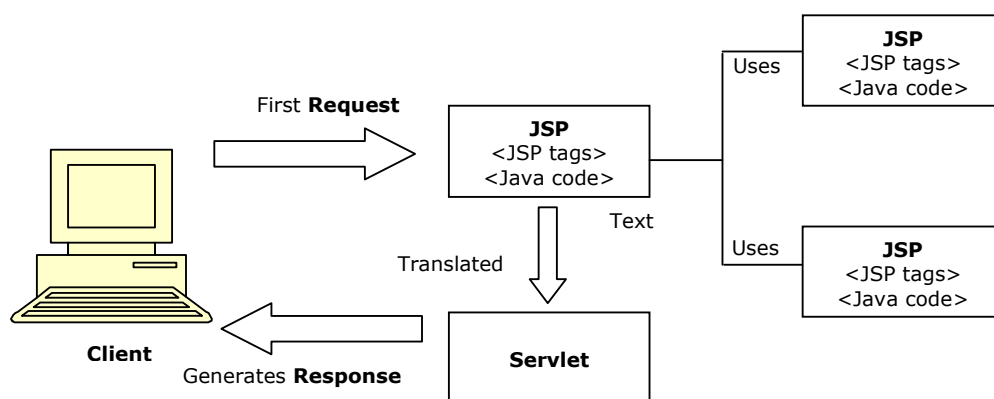 JSP
<JSP tags>
<Java code>
Uses
First Request
JSP
<JSP tags>
<Java code>
Text
Uses
JSP
<JSP tags>
<Java code>
Translated
Client
Servlet
Generates Response